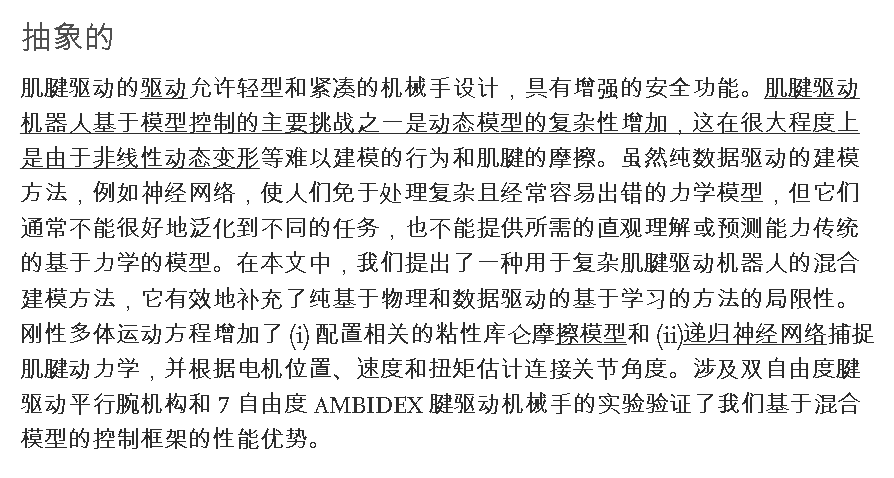 抽象的
肌腱驱动的驱动允许轻型和紧凑的机械手设计，具有增强的安全功能。肌腱驱动
机器人基于模型控制的主要挑战之一是动态模型的复杂性增加，这在很大程度上
是由于非线性动态变形等难以建模的行为和肌腱的摩擦。虽然纯数据驱动的建模
方法，例如神经网络，使人们免于处理复杂且经常容易出错的力学模型，但它们
通常不能很好地泛化到不同的任务，也不能提供所需的直观理解或预测能力传统
的基于力学的模型。在本文中，我们提出了一种用于复杂肌腱驱动机器人的混合
建模方法，它有效地补充了纯基于物理和数据驱动的基于学习的方法的局限性。
刚性多体运动方程增加了 (i) 配置相关的粘性库仑摩擦模型和 (ii)递归神经网络捕捉
肌腱动力学，并根据电机位置、速度和扭矩估计连接关节角度。涉及双自由度腱
驱动平行腕机构和 7 自由度 AMBIDEX 腱驱动机械手的实验验证了我们基于混合
模型的控制框架的性能优势。